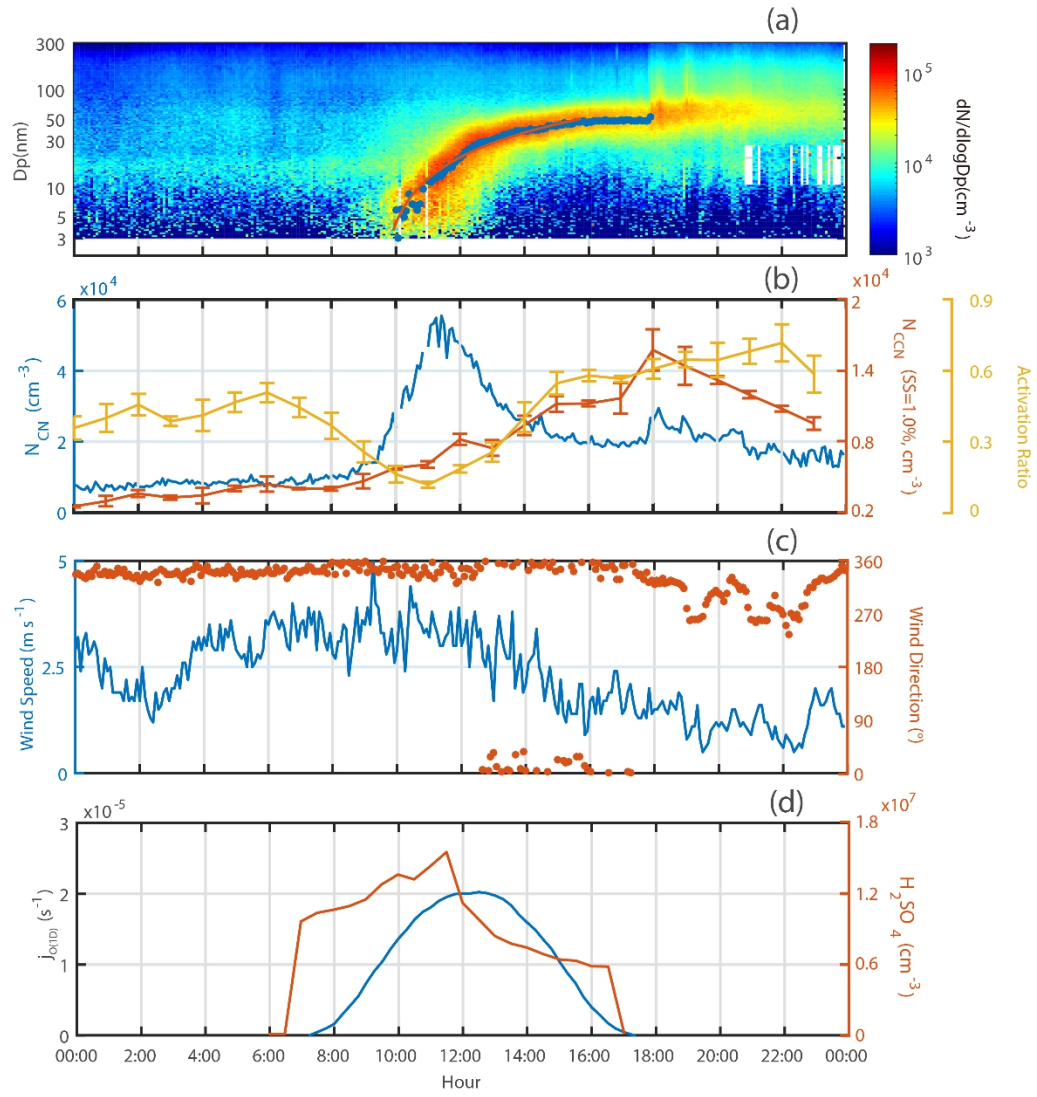 (a)
300
100
50
30
10
5
3
Dp(nm)
10^5
10^4
10^3
dN/dlogDp(cm^-3)
(b)
x10^4
6
4
2
0
N_CN (cm^-3)
x10^4
2
1.4
0.8
0.2
N_CCN (SS=1.0%, cm^-3)
0.9
0.6
0.3
0
Activation Ratio
(c)
5
2.5
0
Wind Speed (m s^-1)
360
270
180
90
0
Wind Direction (°)
(d)
x10^-5
3
2
1
0
j_O(1D) (s^-1)
x10^7
1.8
1.2
0.6
0
H_2SO_4 (cm^-3)
00:00 2:00 4:00 6:00 8:00 10:00 12:00 14:00 16:00 18:00 20:00 22:00 00:00
Hour